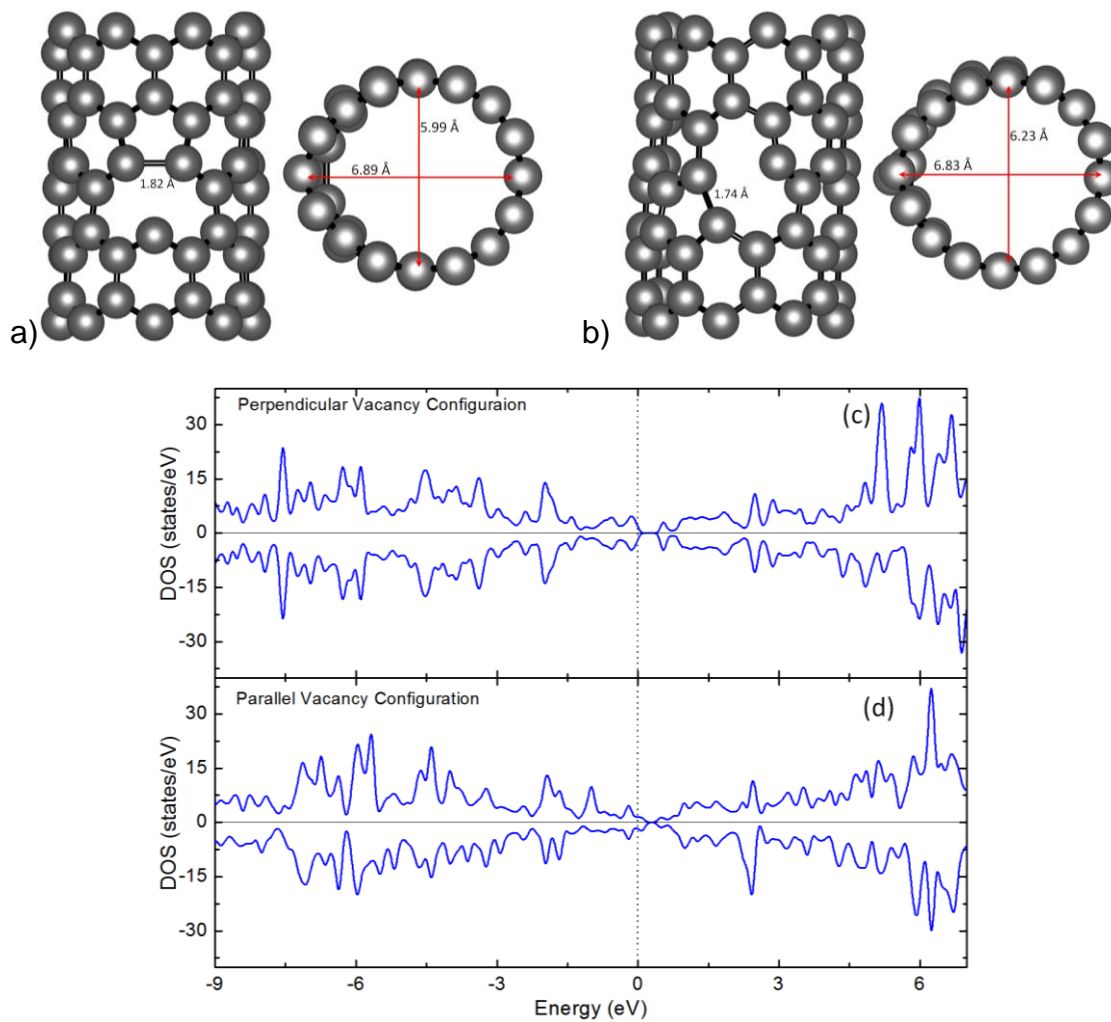 5.99 Å
6.89 Å
1.82 Å
a)
6.23 Å
6.83 Å
1.74 Å
b)
Perpendicular Vacancy Configuraion
(c)
30
15
0
-15
-30
DOS (states/eV)
Parallel Vacancy Configuration
(d)
30
15
0
-15
-30
DOS (states/eV)
-9 -6 -3 0 3 6
Energy (eV)